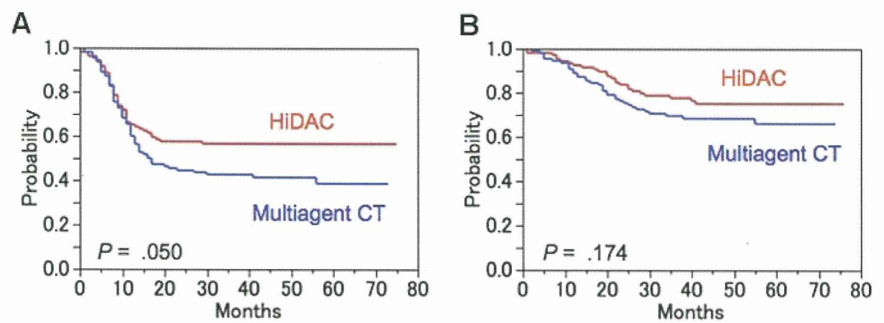 A
1.0
0.8
0.6
0.4
0.2
0.0
Probability
HiDAC
Multiagent CT
P = .050
0 10 20 30 40 50 60 70 80
Months
B
1.0
0.8
0.6
0.4
0.2
0.0
Probability
HiDAC
Multiagent CT
P = .174
0 10 20 30 40 50 60 70 80
Months